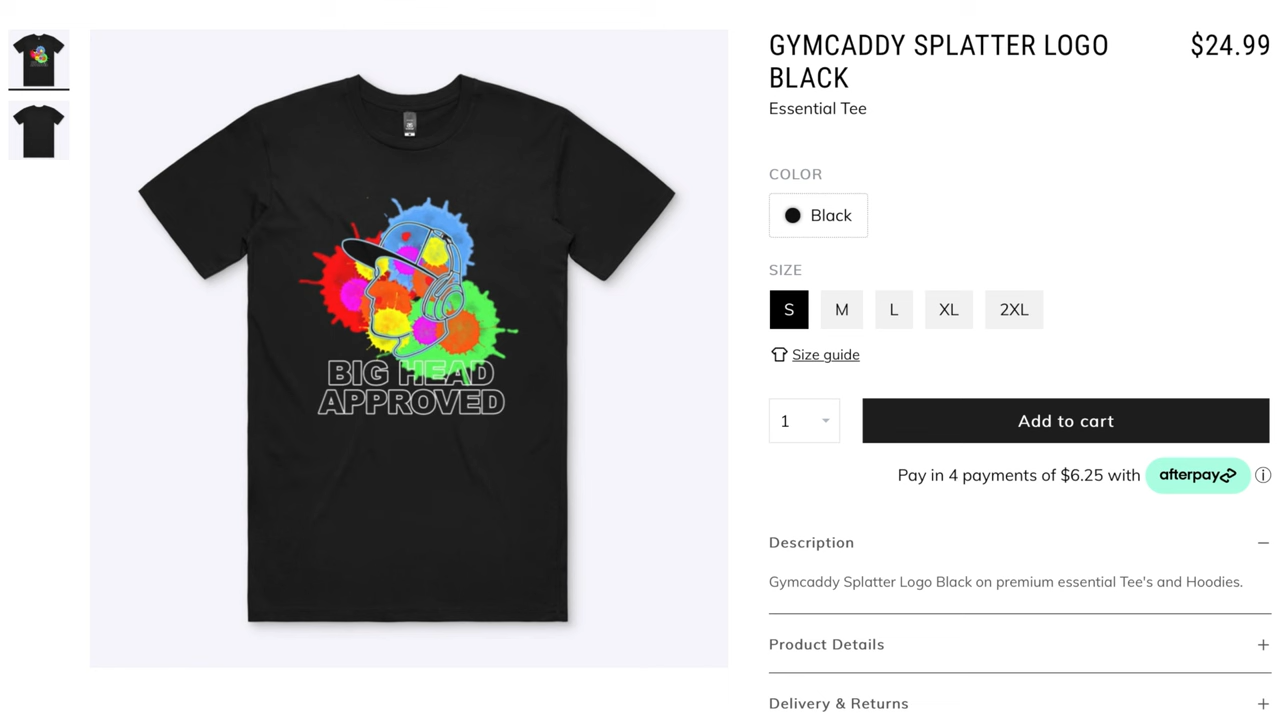 GYMCADDY SPLATTER LOGO
BLACK
$24.99
Essential Tee
COLOR
Black
SIZE
S
M
L
XL
2XL
Size guide
1
Add to cart
Pay in 4 payments of $6.25 with afterpay
Description
Gymcaddy Splatter Logo Black on premium essential Tee's and Hoodies.
Product Details
Delivery & Returns
BIG HEAD
APPROVED